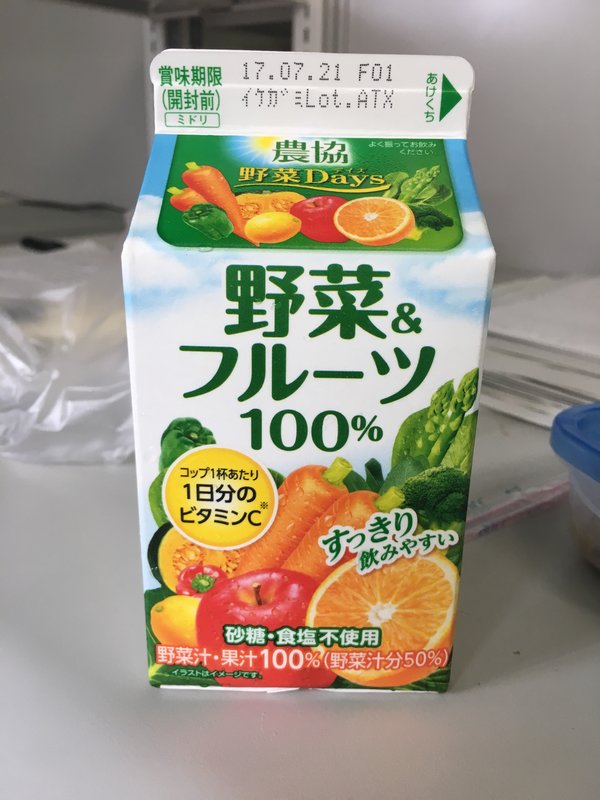 賞味期限
(開封前)
ミドリ
17.07.21 F01
イケガミLot.ATX
あけくち
農協
よく振ってお飲み
ください
デイズ
野菜Days
野菜&
フルーツ
100%
コップ1杯あたり
1日分の
ビタミンC※
すっきり
飲みやすい
砂糖・食塩不使用
野菜汁・果汁100%(野菜汁分50%)
イラストはイメージです。